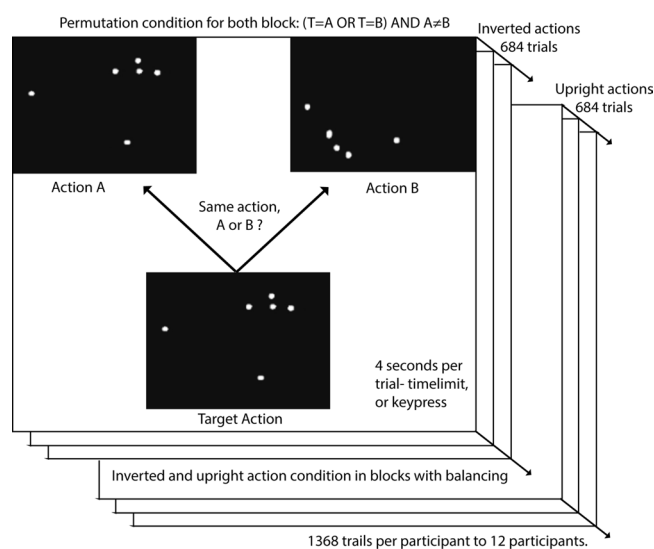 Permutation condition for both block: (T=A OR T=B) AND A≠B
Inverted actions
684 trials
Upright actions
684 trials
Action A
Action B
Same action,
A or B ?
Target Action
4 seconds per
trial- timelimit,
or keypress
Inverted and upright action condition in blocks with balancing
1368 trails per participant to 12 participants.